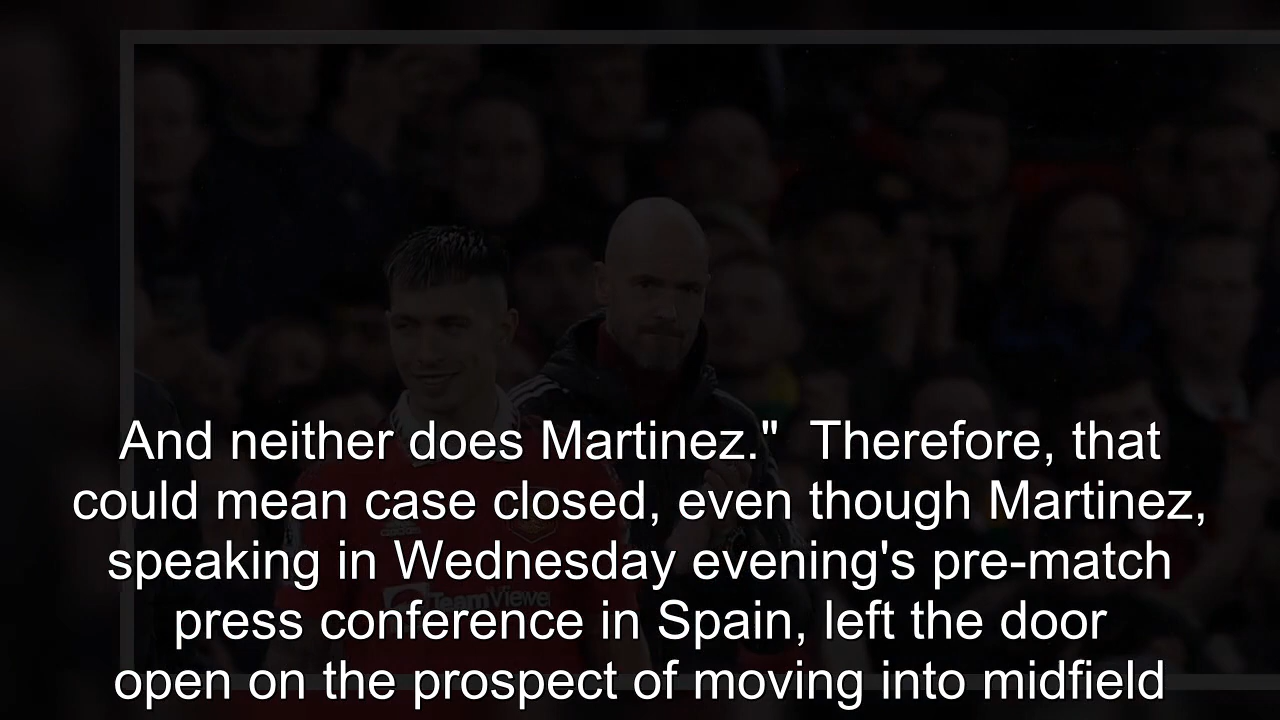 And neither does Martinez."  Therefore, that
could mean case closed, even though Martinez,
speaking in Wednesday evening's pre-match
press conference in Spain, left the door
open on the prospect of moving into midfield
TeamViewer